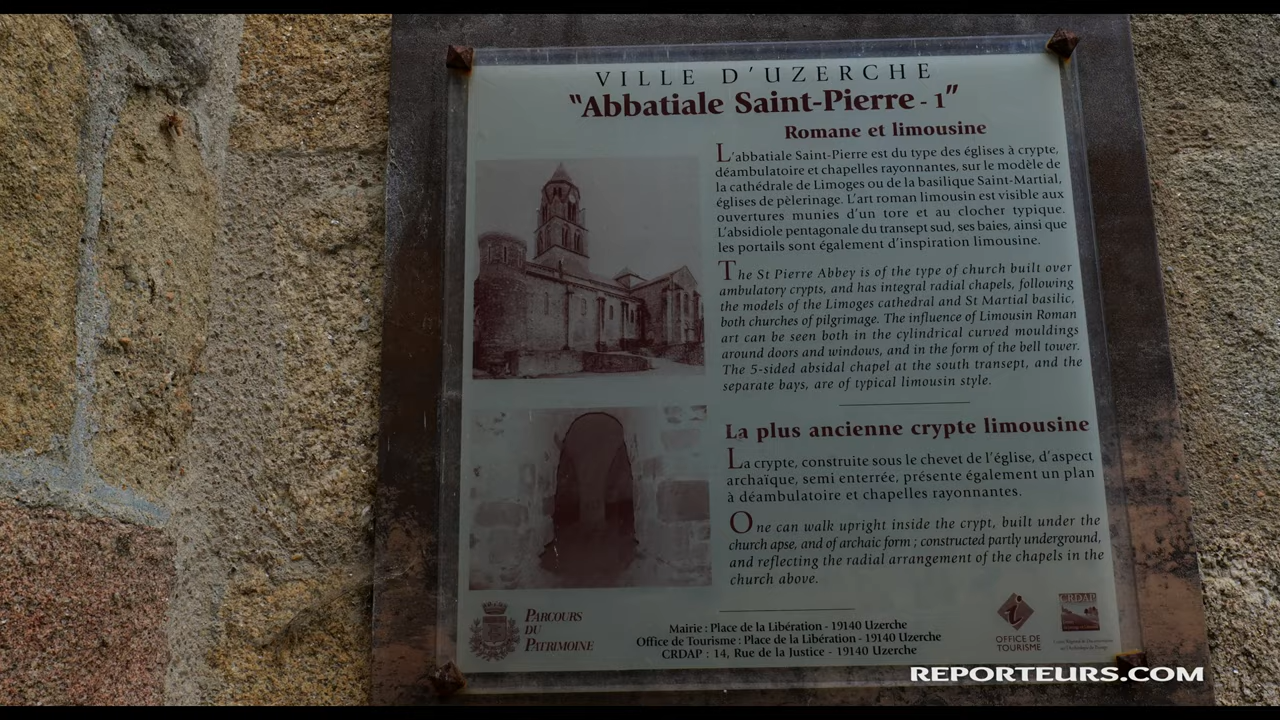 VILLE D'UZERCHE
"Abbatiale Saint-Pierre - 1"
Romane et limousine
L'abbatiale Saint-Pierre est du type des églises à crypte,
déambulatoire et chapelles rayonnantes, sur le modèle de
la cathédrale de Limoges ou de la basilique Saint-Martial,
églises de pèlerinage. L'art roman limousin est visible aux
ouvertures munies d'un tore et au clocher typique.
L'absidiole pentagonale du transept sud, ses baies, ainsi que
les portails sont également d'inspiration limousine.
The St Pierre Abbey is of the type of church built over
ambulatory crypts, and has integral radial chapels, following
the models of the Limoges cathedral and St Martial basilic,
both churches of pilgrimage. The influence of Limousin Roman
art can be seen both in the cylindrical curved mouldings
around doors and windows, and in the form of the bell tower.
The 5-sided absidal chapel at the south transept, and the
separate bays, are of typical limousin style.
La plus ancienne crypte limousine
La crypte, construite sous le chevet de l'église, d'aspect
archaïque, semi enterrée, présente également un plan
à déambulatoire et chapelles rayonnantes.
One can walk upright inside the crypt, built under the
church apse, and of archaic form ; constructed partly underground,
and reflecting the radial arrangement of the chapels in the
church above.
PARCOURS
DU
PATRIMOINE
Mairie : Place de la Libération - 19140 Uzerche
Office de Tourisme : Place de la Libération - 19140 Uzerche
CRDAP : 14, Rue de la Justice - 19140 Uzerche
OFFICE DE
TOURISME
CRDAP
REPORTEURS.COM